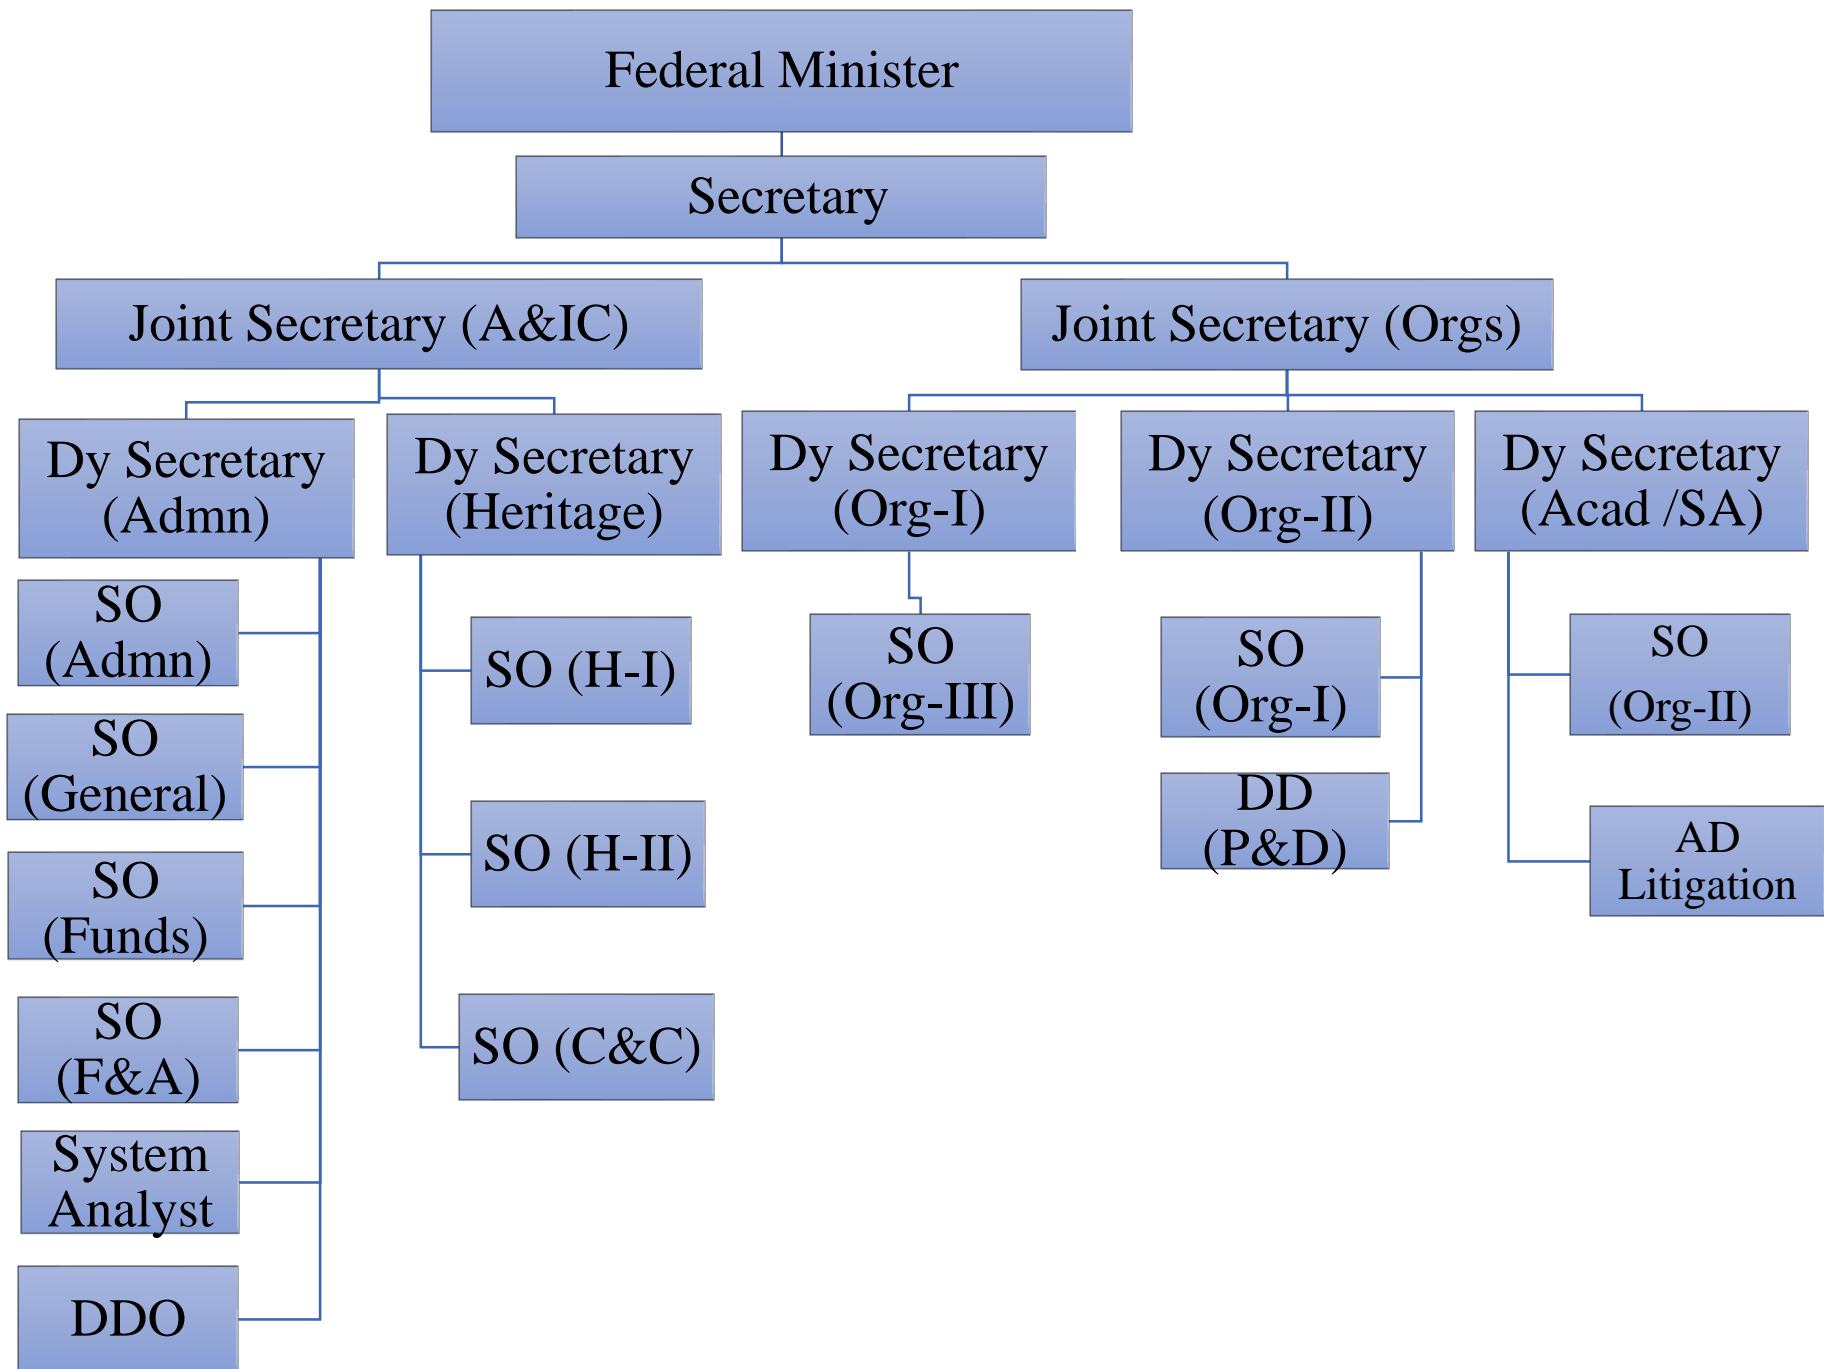 Federal Minister
Secretary
Joint Secretary (A&IC)
Joint Secretary (Orgs)
Dy Secretary
(Admn)
Dy Secretary
(Heritage)
Dy Secretary
(Org-I)
Dy Secretary
(Org-II)
Dy Secretary
(Acad /SA)
SO
(Admn)
SO
(General)
SO
(Funds)
SO
(F&A)
System
Analyst
DDO
SO (H-I)
SO (H-II)
SO (C&C)
SO
(Org-III)
SO
(Org-I)
DD
(P&D)
SO
(Org-II)
AD
Litigation